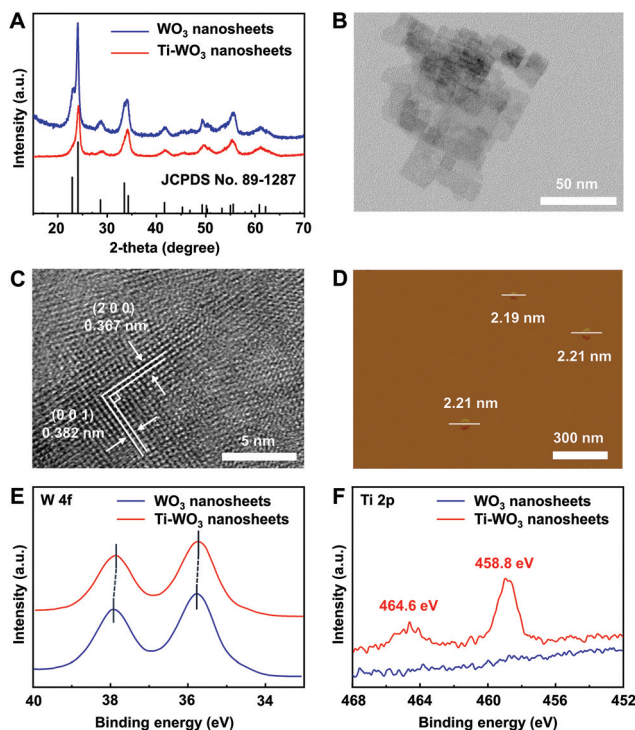 A
WO₃ nanosheets
Ti-WO₃ nanosheets
JCPDS No. 89-1287
Intensity (a.u.)
20 30 40 50 60 70
2-theta (degree)
B
50 nm
C
(2 0 0)
0.367 nm
(0 0 1)
0.382 nm
5 nm
D
2.19 nm
2.21 nm
2.21 nm
300 nm
E
W 4f
WO₃ nanosheets
Ti-WO₃ nanosheets
Intensity (a.u.)
40 38 36 34
Binding energy (eV)
F
Ti 2p
WO₃ nanosheets
Ti-WO₃ nanosheets
458.8 eV
464.6 eV
Intensity (a.u.)
468 464 460 456 452
Binding energy (eV)